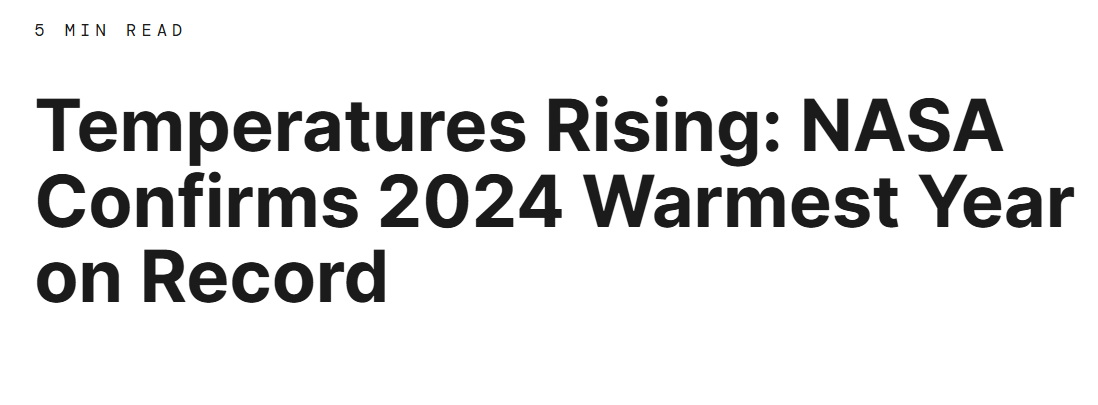 5 MIN READ
Temperatures Rising: NASA
Confirms 2024 Warmest Year
on Record